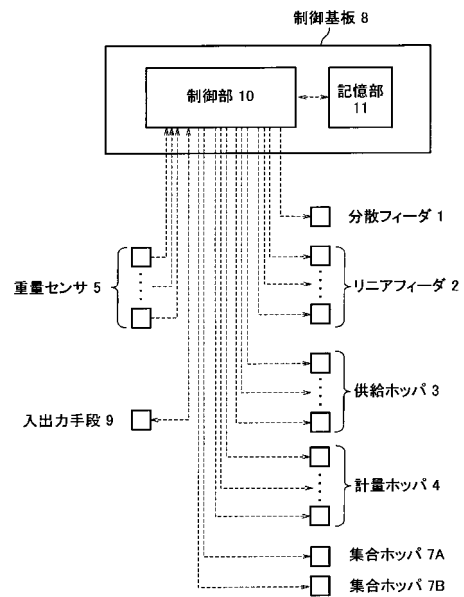 制御基板 8
制御部 10
記憶部
11
分散フィーダ 1
重量センサ 5
リニアフィーダ 2
供給ホッパ 3
入出力手段 9
計量ホッパ 4
集合ホッパ 7A
集合ホッパ 7B